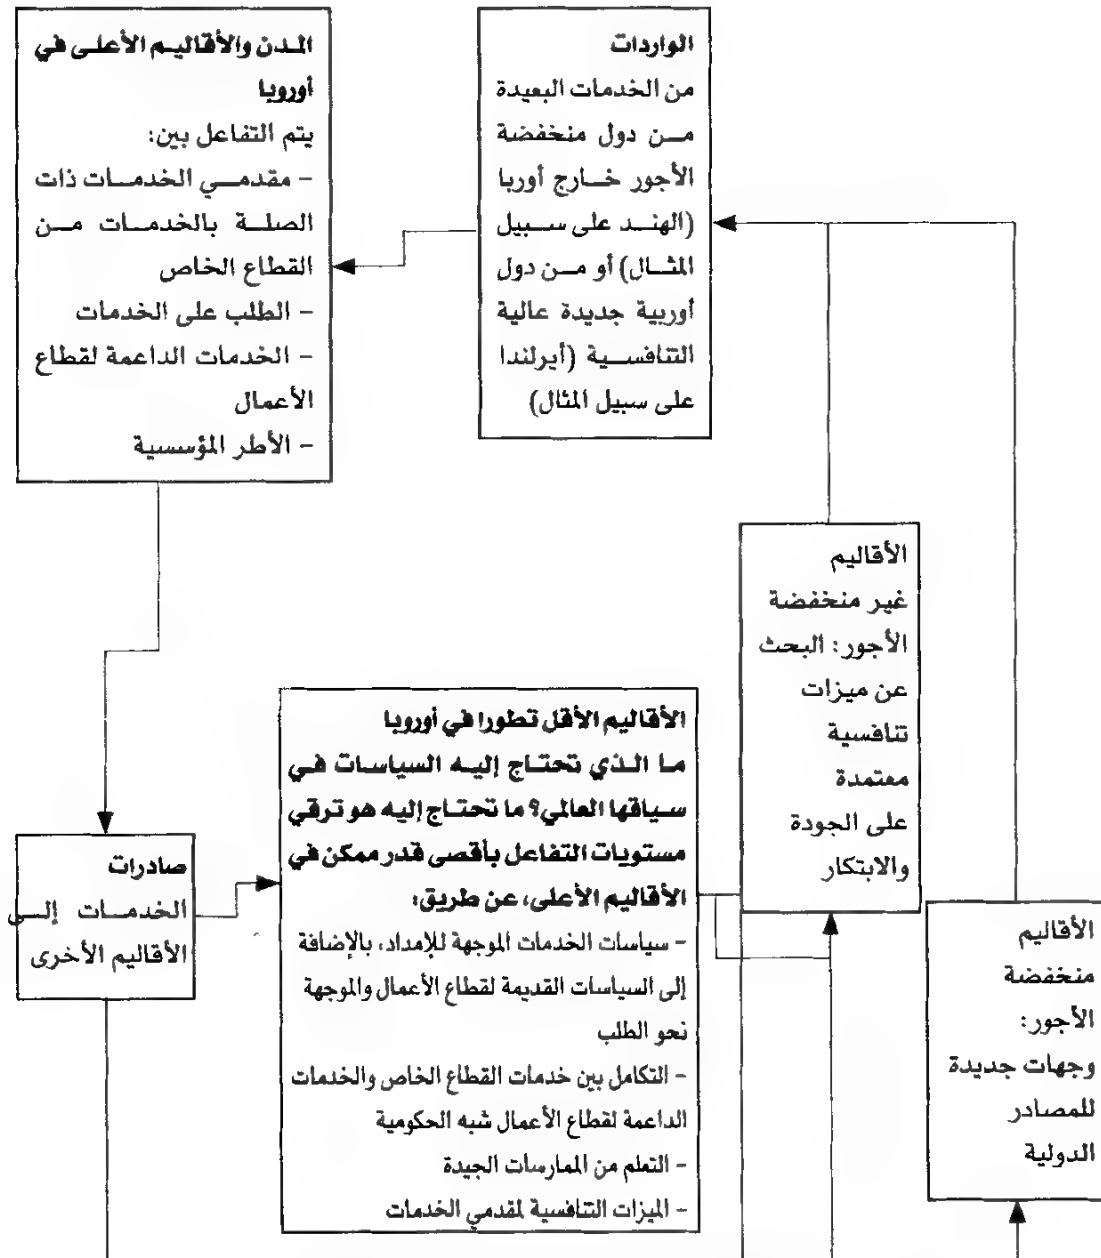 المدن والأقاليم الأعلى في
أوروبا
يتم التفاعل بين:
– مقدمي الخدمات ذات
الصلة بالخدمات من
القطاع الخاص
– الطلب على الخدمات
– الخدمات الداعمة لقطاع
الأعمال
– الأطر المؤسسية
الواردات
من الخدمات البعيدة
من دول منخفضة
الأجور خارج أوربا
(الهند على سبيل
المثال) أو من دول
أوربية جديدة عالية
التنافسية (أيرلندا
على سبيل المثال)
الأقاليم
غير منخفضة
الأجور: البحث
عن ميزات
تنافسية
معتمدة
على الجودة
والابتكار
الأقاليم الأقل تطورا في أوروبا
ما الذي تحتاج إليه السياسات في
سياقها العالمي؟ ما تحتاج إليه هو ترقي
مستويات التفاعل بأقصى قدر ممكن في
الأقاليم الأعلى، عن طريق:
– سياسات الخدمات الموجهة للإمداد، بالإضافة
إلى السياسات القديمة لقطاع الأعمال والموجهة
نحو الطلب
– التكامل بين خدمات القطاع الخاص والخدمات
الداعمة لقطاع الأعمال شبه الحكومية
– التعلم من الممارسات الجيدة
– الميزات التنافسية لمقدمي الخدمات
صادرات
الخدمات إلى
الأقاليم الأخرى
الأقاليم
منخفضة
الأجور:
وجهات جديدة
للمصادر
الدولية